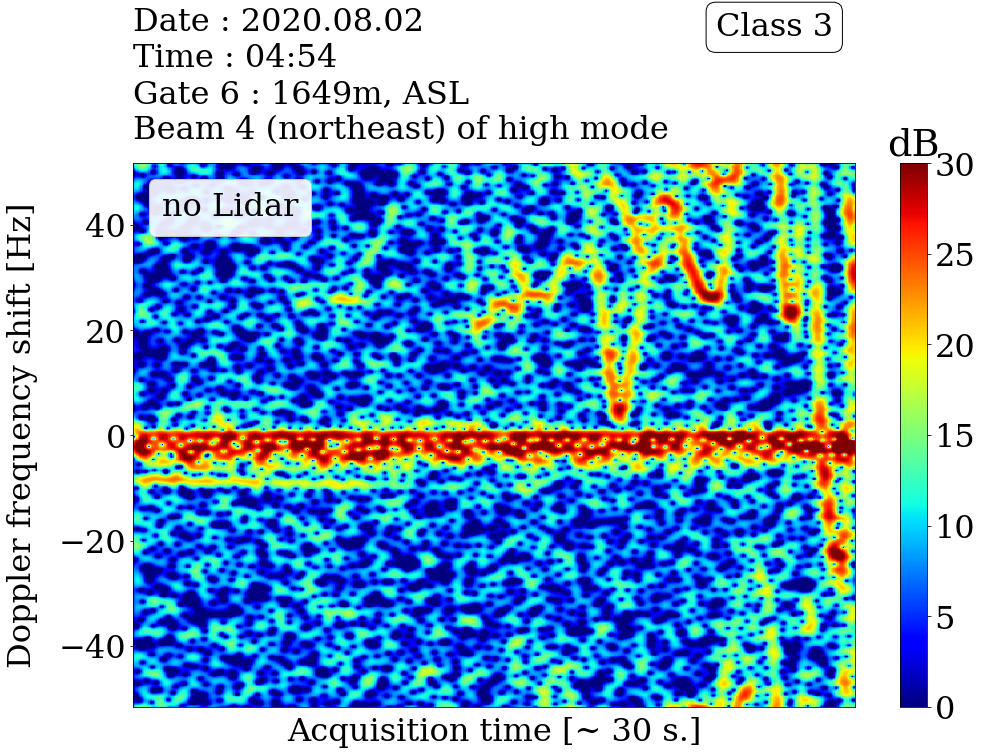 Date : 2020.08.02
Time : 04:54
Gate 6 : 1649m, ASL
Beam 4 (northeast) of high mode
Class 3
dB
no Lidar
Doppler frequency shift [Hz]
40
20
0
−20
−40
Acquisition time [~ 30 s.]
30
25
20
15
10
5
0